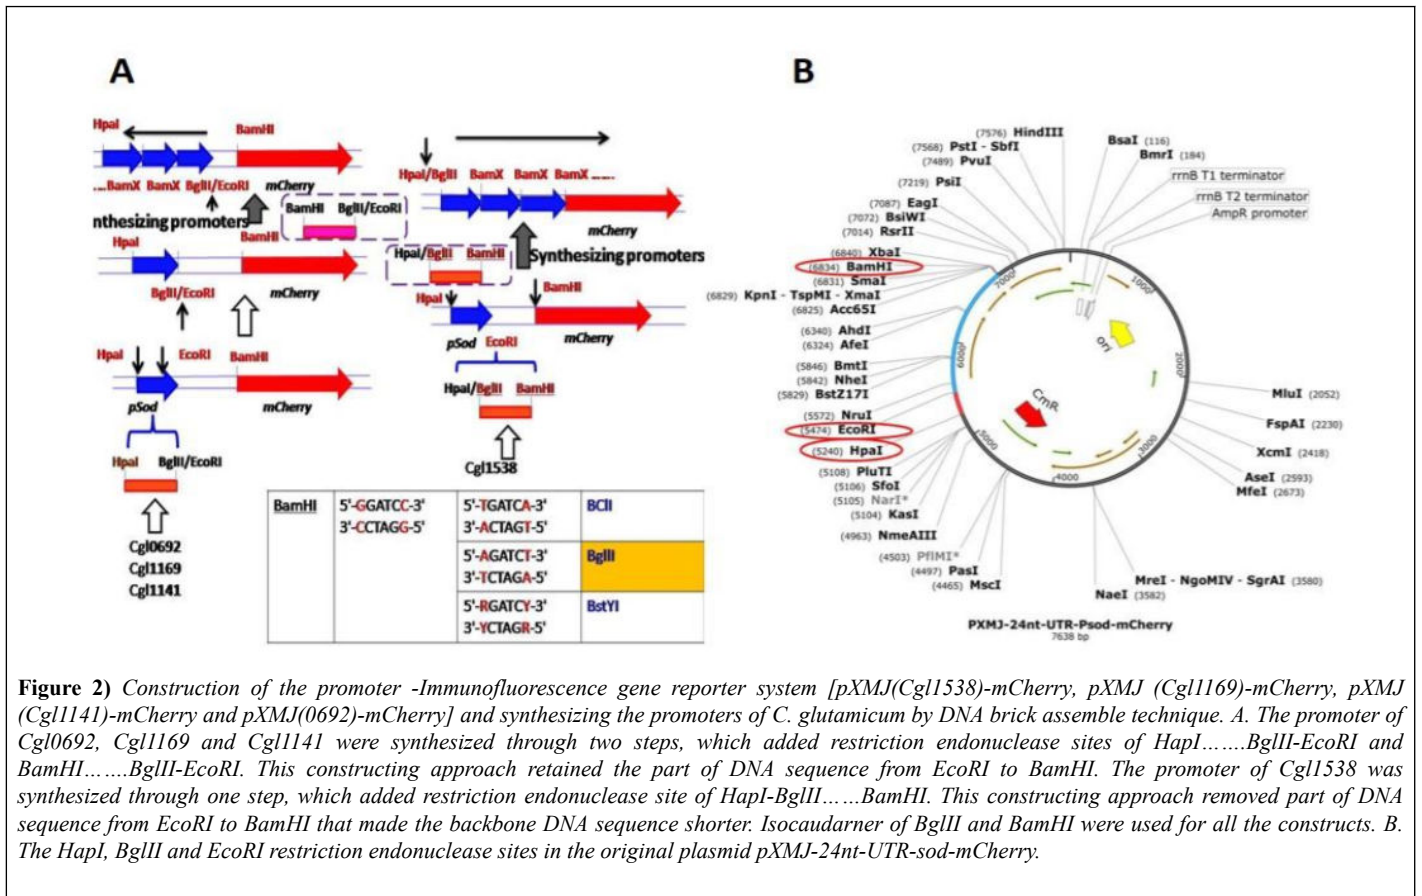 A
HpaI
BamHI
...BamX BamX BglII/EcoRI mCherry
nthesizing promoters
BamHI BglII/EcoRI
HpaI
BamHI
BglII/EcoRI
mCherry
HpaI EcoRI BamHI
pSod
mCherry
HpaI BglII/EcoRI
Cgl0692
Cgl1169
Cgl1141
HpaI/BglII BamX BamX BamX ......
mCherry
HpaI/BglII BamHI
Synthesizing promoters
HpaI
BamHI
pSod EcoRI mCherry
HpaI/BglII BamHI
Cgl1538
BamHI
5'-GGATCC-3'
3'-CCTAGG-5'
5'-TGATCA-3'
3'-ACTAGT-5'
BClI
5'-AGATCT-3'
3'-TCTAGA-5'
BglII
5'-RGATCY-3'
3'-YCTAGR-5'
BstYI
B
(7576) HindIII
(7568) PstI - SbfI
(7489) PvuI
(7219) PsiI
(7087) EagI
(7072) BsiWI
(7014) RsrII
(6840) XbaI
(6834) BamHI
(6831) SmaI
(6829) KpnI - TspMI - XmaI
(6825) Acc65I
(6340) AhdI
(6324) AfeI
(5846) BmtI
(5842) NheI
(5829) BstZ17I
(5572) NruI
(5474) EcoRI
(5240) HpaI
(5108) PluTI
(5106) SfoI
(5105) NarI*
(5104) KasI
(4963) NmeAIII
(4503) PflMI*
(4497) PasI
(4465) MscI
BsaI (116)
BmrI (184)
rrnB T1 terminator
rrnB T2 terminator
AmpR promoter
MluI (2052)
FspAI (2230)
XcmI (2418)
AseI (2593)
MfeI (2673)
MreI - NgoMIV - SgrAI (3580)
NaeI (3582)
1000
2000
3000
4000
5000
6000
7000
ori
CmR
PXMJ-24nt-UTR-Psod-mCherry
7638 bp
Figure 2) Construction of the promoter -Immunofluorescence gene reporter system [pXMJ(Cgl1538)-mCherry, pXMJ (Cgl1169)-mCherry, pXMJ
(Cgl1141)-mCherry and pXMJ(0692)-mCherry] and synthesizing the promoters of C. glutamicum by DNA brick assemble technique. A. The promoter of
Cgl0692, Cgl1169 and Cgl1141 were synthesized through two steps, which added restriction endonuclease sites of HapI…….BglII-EcoRI and
BamHI…….BglII-EcoRI. This constructing approach retained the part of DNA sequence from EcoRI to BamHI. The promoter of Cgl1538 was
synthesized through one step, which added restriction endonuclease site of HapI-BglII……BamHI. This constructing approach removed part of DNA
sequence from EcoRI to BamHI that made the backbone DNA sequence shorter. Isocaudarner of BglII and BamHI were used for all the constructs. B.
The HapI, BglII and EcoRI restriction endonuclease sites in the original plasmid pXMJ-24nt-UTR-sod-mCherry.